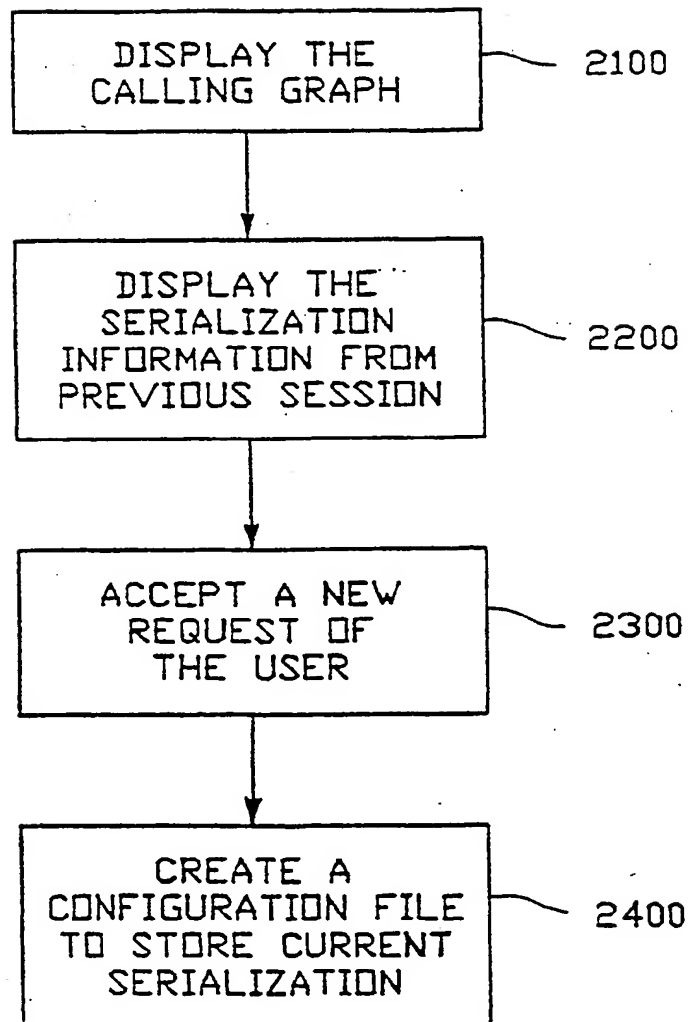 DISPLAY THE
CALLING GRAPH
2100
DISPLAY THE
SERIALIZATION
INFORMATION FROM
PREVIOUS SESSION
2200
ACCEPT A NEW
REQUEST OF
THE USER
2300
CREATE A
CONFIGURATION FILE
TO STORE CURRENT
SERIALIZATION
2400